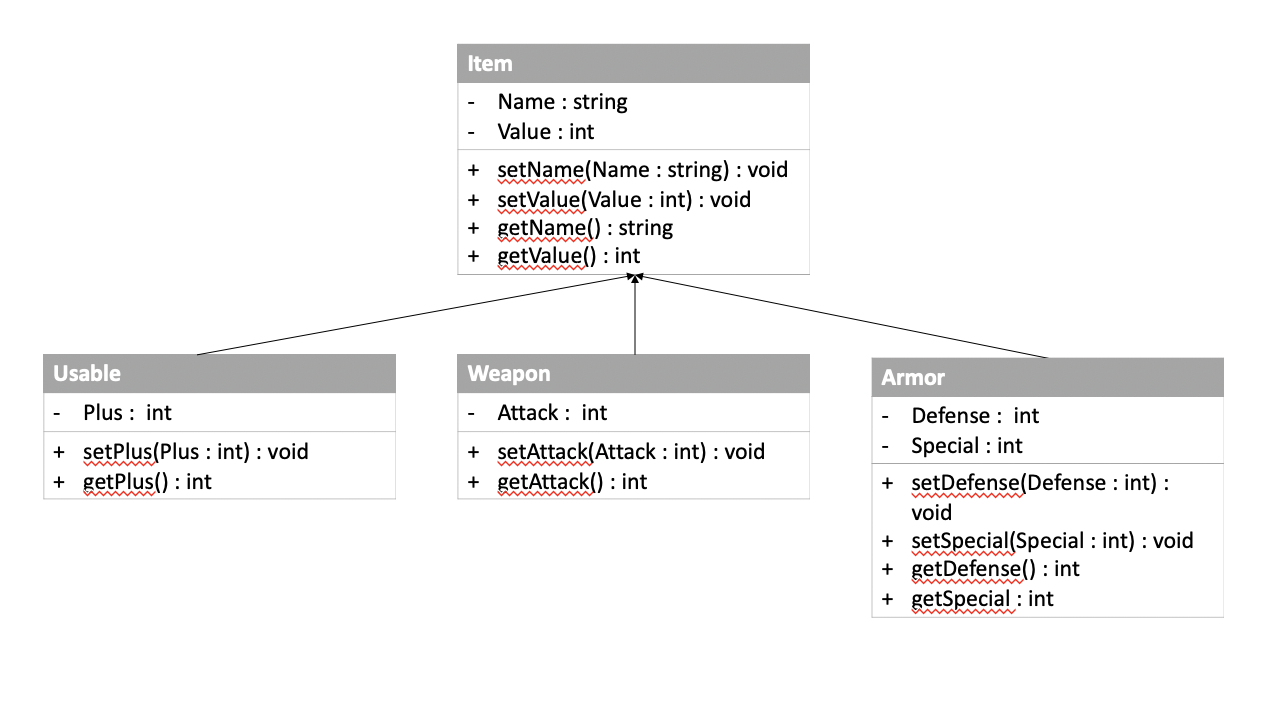 Item
- Name : string
- Value : int
+ setName(Name : string) : void
+ setValue(Value : int) : void
+ getName() : string
+ getValue() : int
Usable
- Plus :  int
+ setPlus(Plus : int) : void
+ getPlus() : int
Weapon
- Attack :  int
+ setAttack(Attack : int) : void
+ getAttack() : int
Armor
- Defense :  int
- Special : int
+ setDefense(Defense : int) :
void
+ setSpecial(Special : int) : void
+ getDefense() : int
+ getSpecial : int